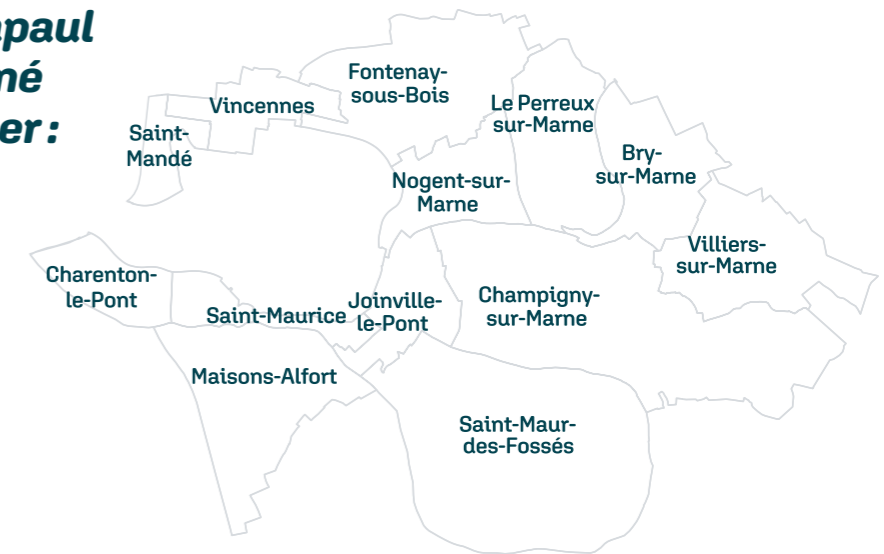 Fontenay-
sous-Bois
Vincennes
Le Perreux
sur-Marne
Saint-
Mandé
Bry-
sur-Marne
Nogent-sur-
Marne
Villiers-
sur-Marne
Charenton-
le-Pont
Saint-Maurice
Joinville-
le-Pont
Champigny-
sur-Marne
Maisons-Alfort
Saint-Maur-
des-Fossés